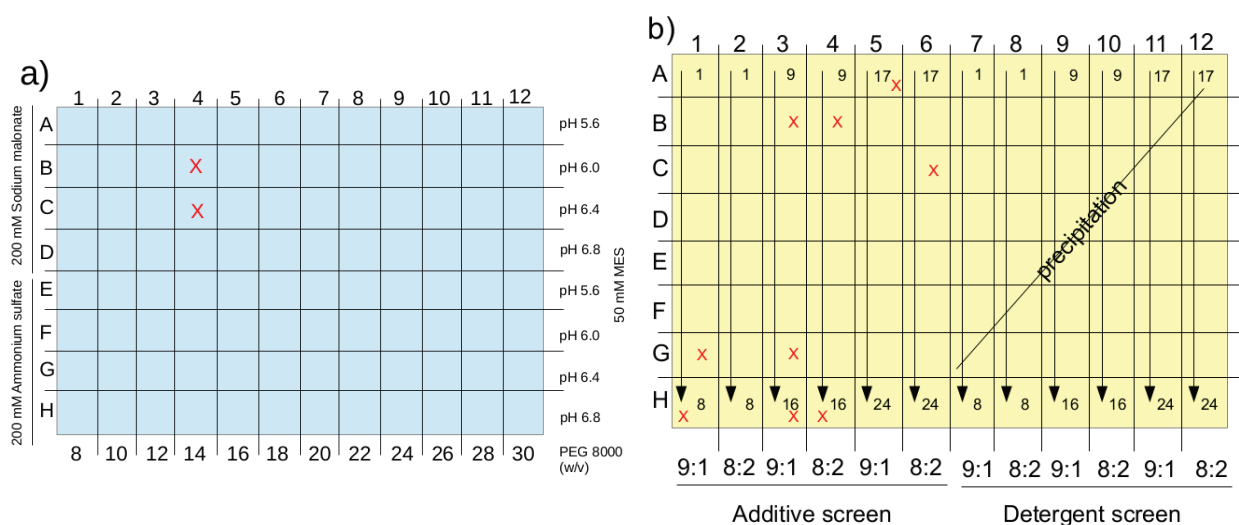 a)
1 2 3 4 5 6 7 8 9 10 11 12
200 mM Sodium malonate
A pH 5.6
B X pH 6.0
C X pH 6.4
D pH 6.8
200 mM Ammonium sulfate
E pH 5.6
F pH 6.0
G pH 6.4
H pH 6.8
50 mM MES
8 10 12 14 16 18 20 22 24 26 28 30 PEG 8000
(w/v)
b)
1 2 3 4 5 6 7 8 9 10 11 12
A 1 1 9 9 17 X 17 1 1 9 9 17 17
B X X
C X
D
E
F
G X X
H 8 8 16 16 24 24 8 8 16 16 24 24
X X X
precipitation
9:1 8:2 9:1 8:2 9:1 8:2 9:1 8:2 9:1 8:2 9:1 8:2
Additive screen Detergent screen